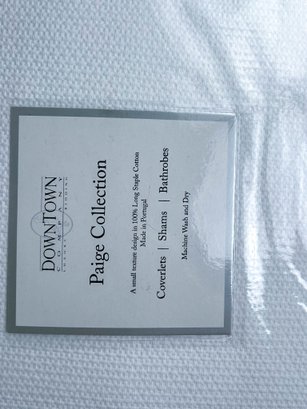 DOWNTOWN
COMPANY
Paige Collection
A small texture design in 100% Long Staple Cotton
Made in Portugal
Coverlets | Shams | Bathrobes
Machine Wash and Dry